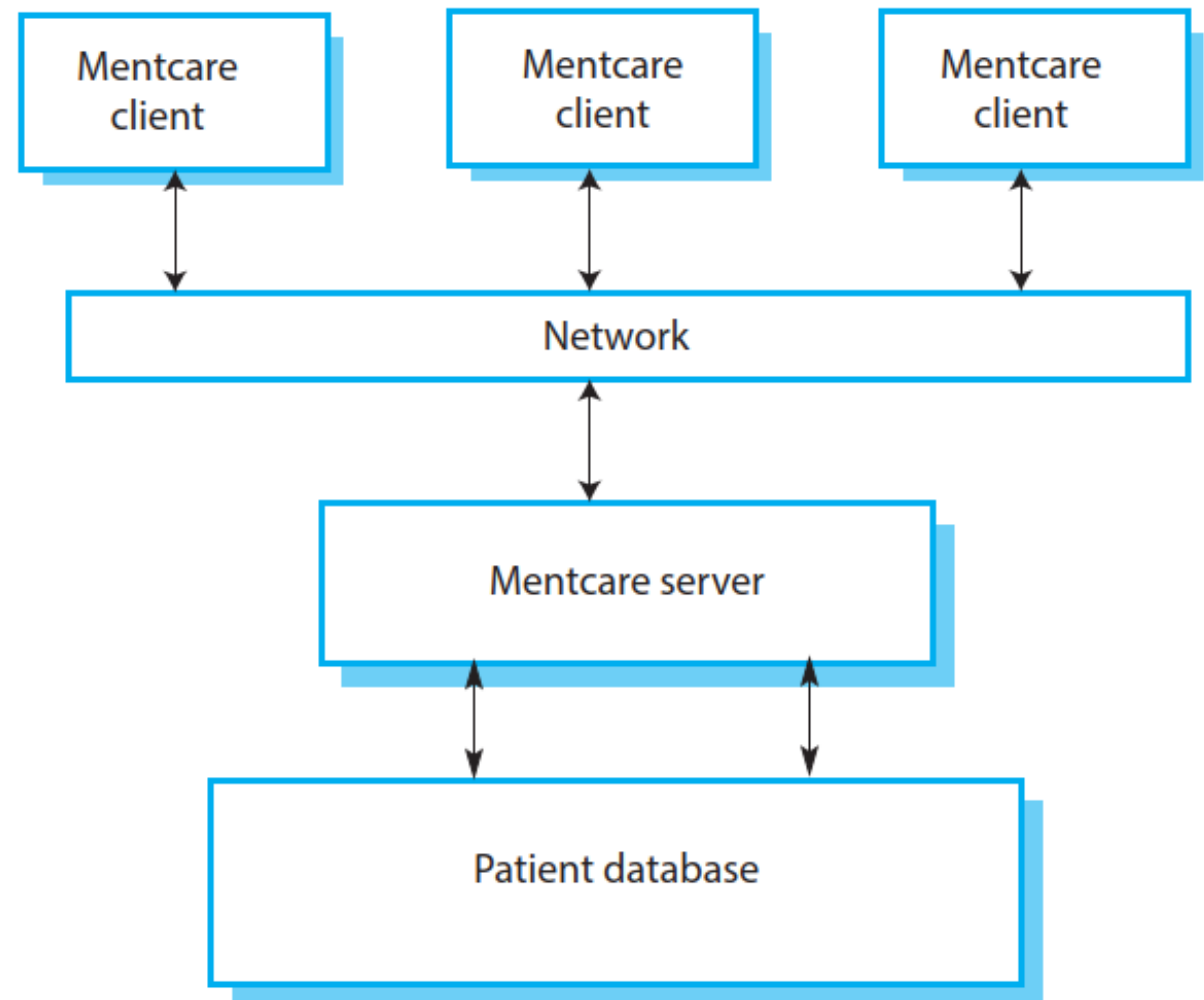 Mentcare
client
Mentcare
client
Mentcare
client
Network
Mentcare server
Patient database